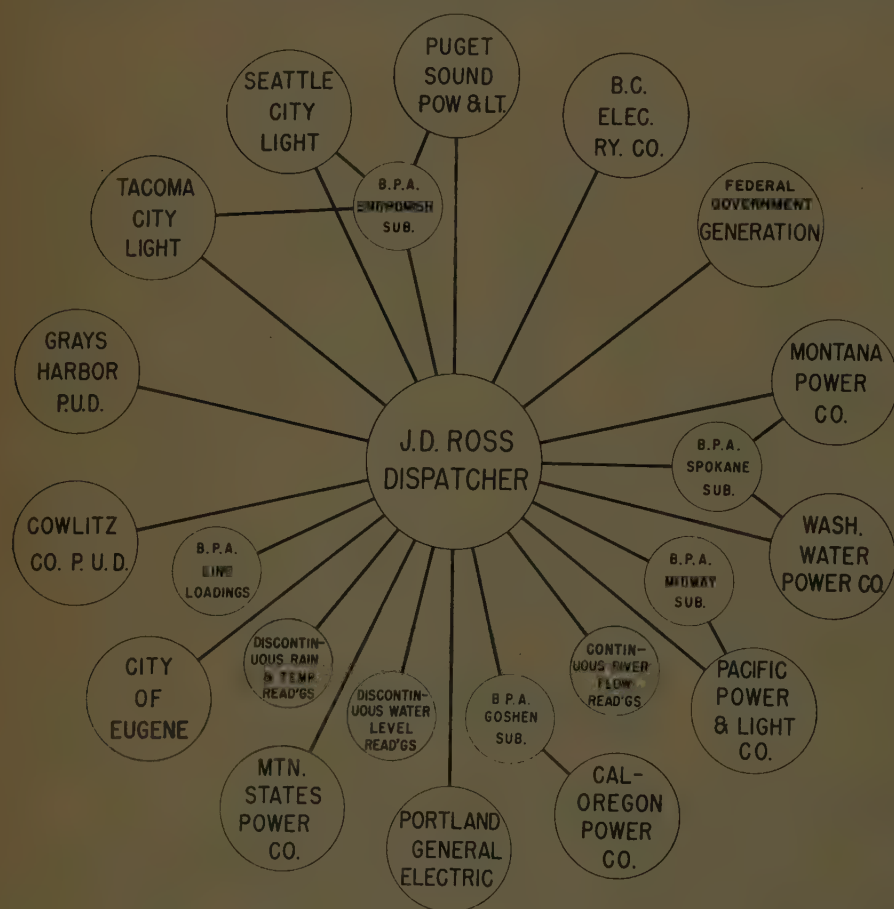 PUGET
SOUND
POW & LT.
SEATTLE
CITY
LIGHT
B.C.
ELEC.
RY. CO.
TACOMA
CITY
LIGHT
B.P.A.
SUB.
FEDERAL
GOVERNMENT
GENERATION
GRAYS
HARBOR
P.U.D.
MONTANA
POWER
CO.
J.D. ROSS
DISPATCHER
B.P.A.
SPOKANE
SUB.
COWLITZ
CO. P. U. D.
B.P.A.
LINE
LOADINGS
B.P.A.
MIDWAY
SUB.
WASH.
WATER
POWER CO.
CITY
OF
EUGENE
DISCONTIN-
UOUS RAIN
& TEMP.
READ'GS
DISCONTIN-
UOUS WATER
LEVEL
READ'GS
B P.A.
GOSHEN
SUB.
CONTIN-
UOUS RIVER
FLOW
READ'GS
PACIFIC
POWER
& LIGHT
CO.
MTN.
STATES
POWER
CO.
PORTLAND
GENERAL
ELECTRIC
CAL-
OREGON
POWER
CO.